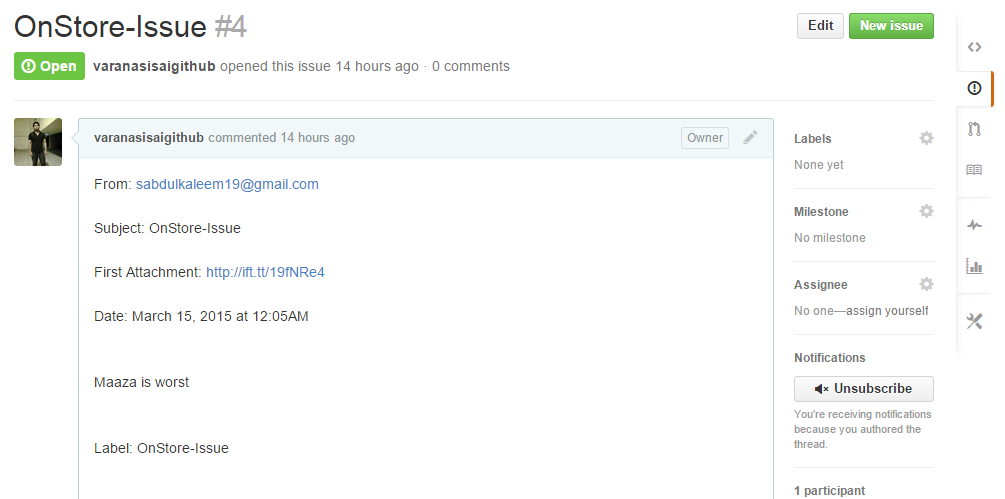 OnStore-Issue #4
Edit
New issue
Open
varanasisaigithub opened this issue 14 hours ago · 0 comments
varanasisaigithub commented 14 hours ago
Owner
From: sabdulkaleem19@gmail.com
Subject: OnStore-Issue
First Attachment: http://ift.tt/19fNRe4
Date: March 15, 2015 at 12:05AM
Maaza is worst
Label: OnStore-Issue
Labels
None yet
Milestone
No milestone
Assignee
No one—assign yourself
Notifications
Unsubscribe
You're receiving notifications
because you authored the
thread.
1 participant